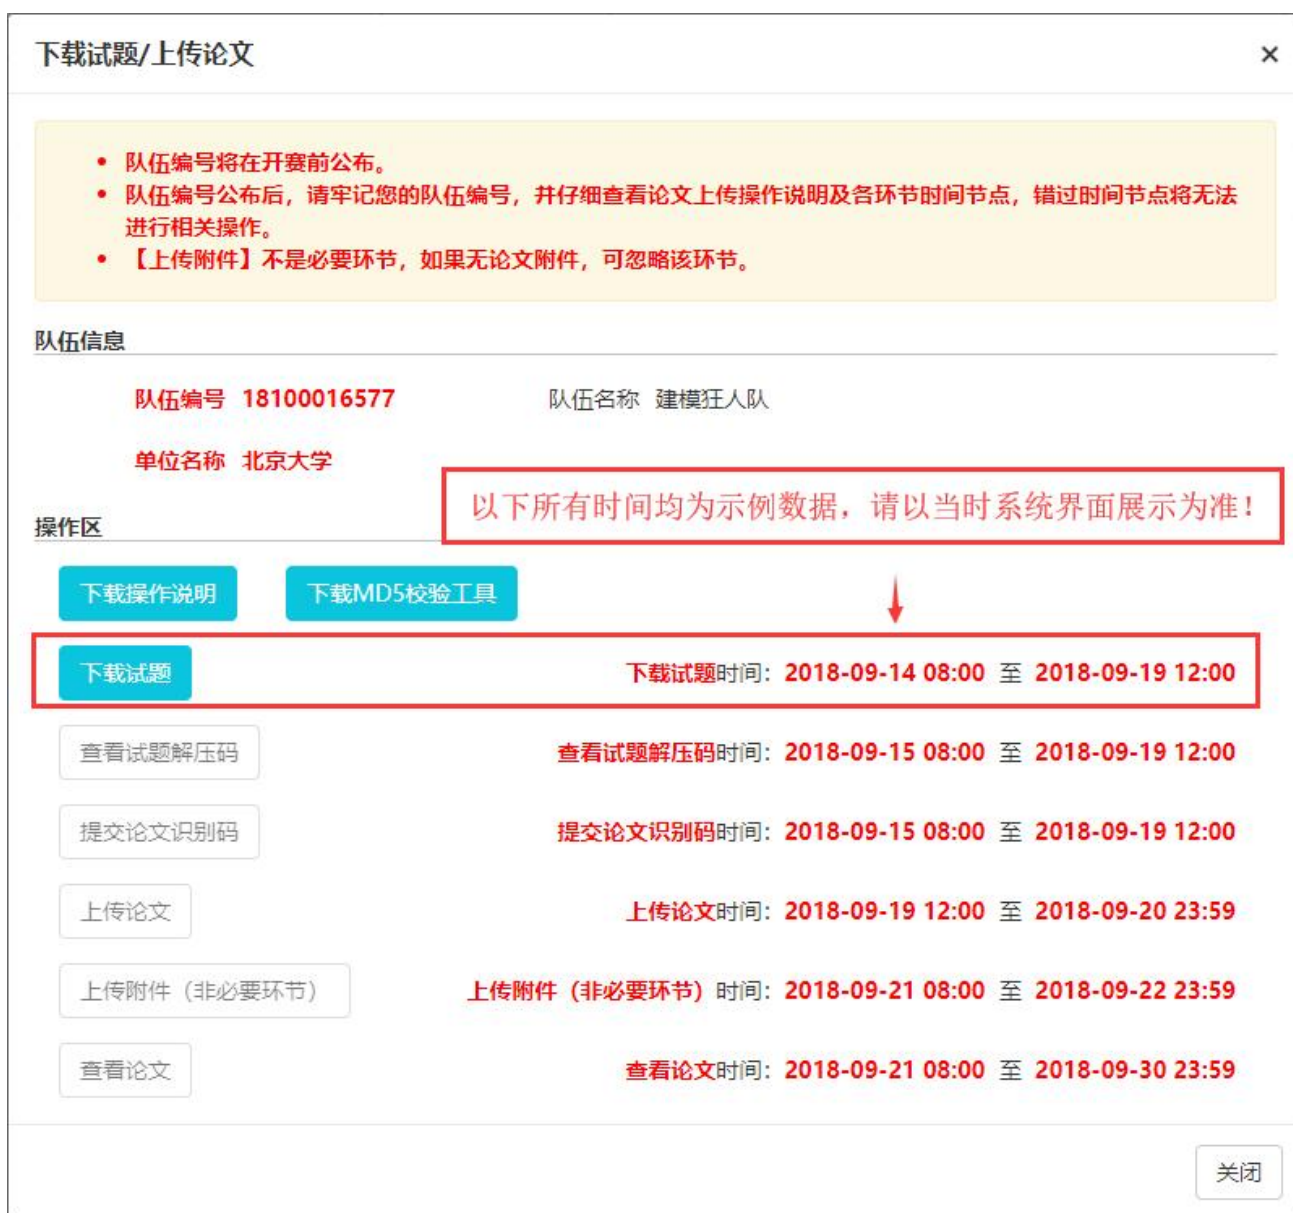 下载试题/上传论文
×
队伍编号将在开赛前公布。
队伍编号公布后，请牢记您的队伍编号，并仔细查看论文上传操作说明及各环节时间节点，错过时间节点将无法
进行相关操作。
【上传附件】不是必要环节，如果无论文附件，可忽略该环节。
队伍信息
队伍编号 18100016577 队伍名称 建模狂人队
单位名称 北京大学
以下所有时间均为示例数据，请以当时系统界面展示为准！
操作区
下载操作说明 下载MD5校验工具
下载试题 下载试题时间：2018-09-14 08:00 至 2018-09-19 12:00
查看试题解压码 查看试题解压码时间：2018-09-15 08:00 至 2018-09-19 12:00
提交论文识别码 提交论文识别码时间：2018-09-15 08:00 至 2018-09-19 12:00
上传论文 上传论文时间：2018-09-19 12:00 至 2018-09-20 23:59
上传附件（非必要环节） 上传附件（非必要环节）时间：2018-09-21 08:00 至 2018-09-22 23:59
查看论文 查看论文时间：2018-09-21 08:00 至 2018-09-30 23:59
关闭